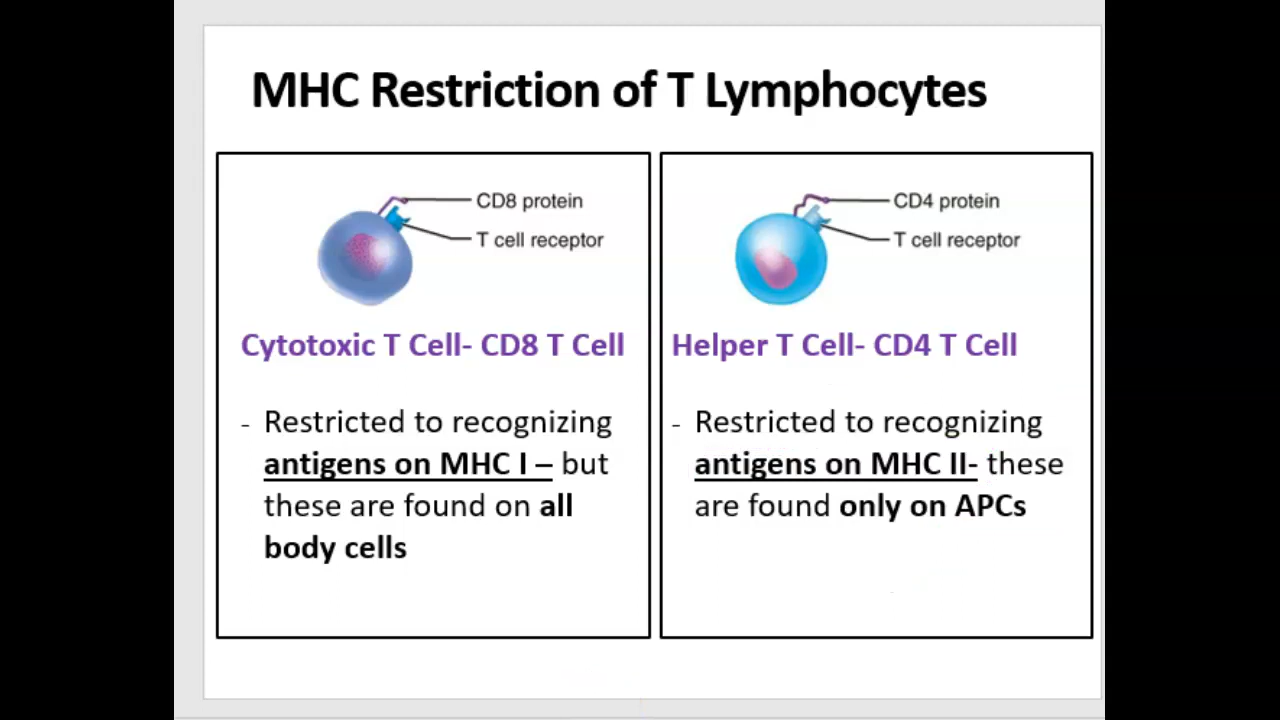 MHC Restriction of T Lymphocytes
CD8 protein
T cell receptor
Cytotoxic T Cell- CD8 T Cell
- Restricted to recognizing
antigens on MHC I – but
these are found on all
body cells
CD4 protein
T cell receptor
Helper T Cell- CD4 T Cell
- Restricted to recognizing
antigens on MHC II- these
are found only on APCs